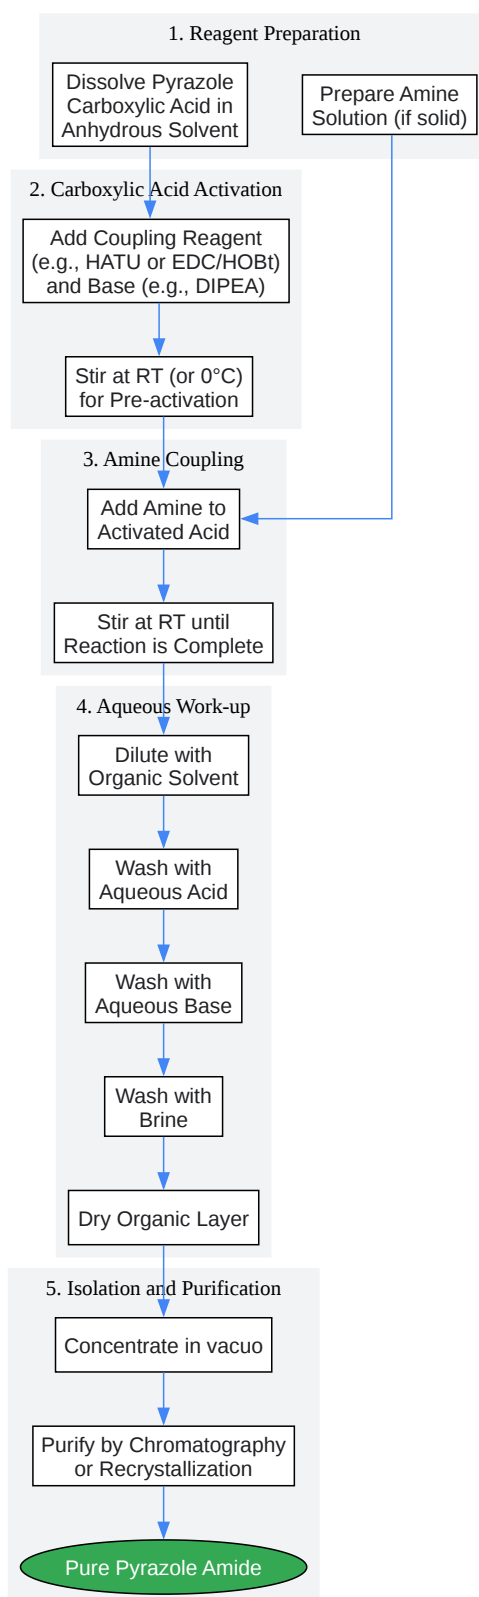 1. Reagent Preparation
Dissolve Pyrazole
Carboxylic Acid in
Anhydrous Solvent
Prepare Amine
Solution (if solid)
2. Carboxylic Acid Activation
Add Coupling Reagent
(e.g., HATU or EDC/HOBt)
and Base (e.g., DIPEA)
Stir at RT (or 0°C)
for Pre-activation
3. Amine Coupling
Add Amine to
Activated Acid
Stir at RT until
Reaction is Complete
4. Aqueous Work-up
Dilute with
Organic Solvent
Wash with
Aqueous Acid
Wash with
Aqueous Base
Wash with
Brine
Dry Organic Layer
5. Isolation and Purification
Concentrate in vacuo
Purify by Chromatography
or Recrystallization
Pure Pyrazole Amide